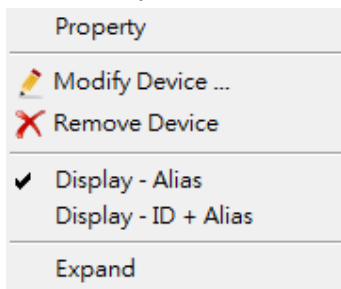 Property
Modify Device ...
Remove Device
Display - Alias
Display - ID + Alias
Expand